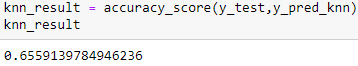 knn_result = accuracy_score(y_test,y_pred_knn)
knn_result
0.6559139784946236